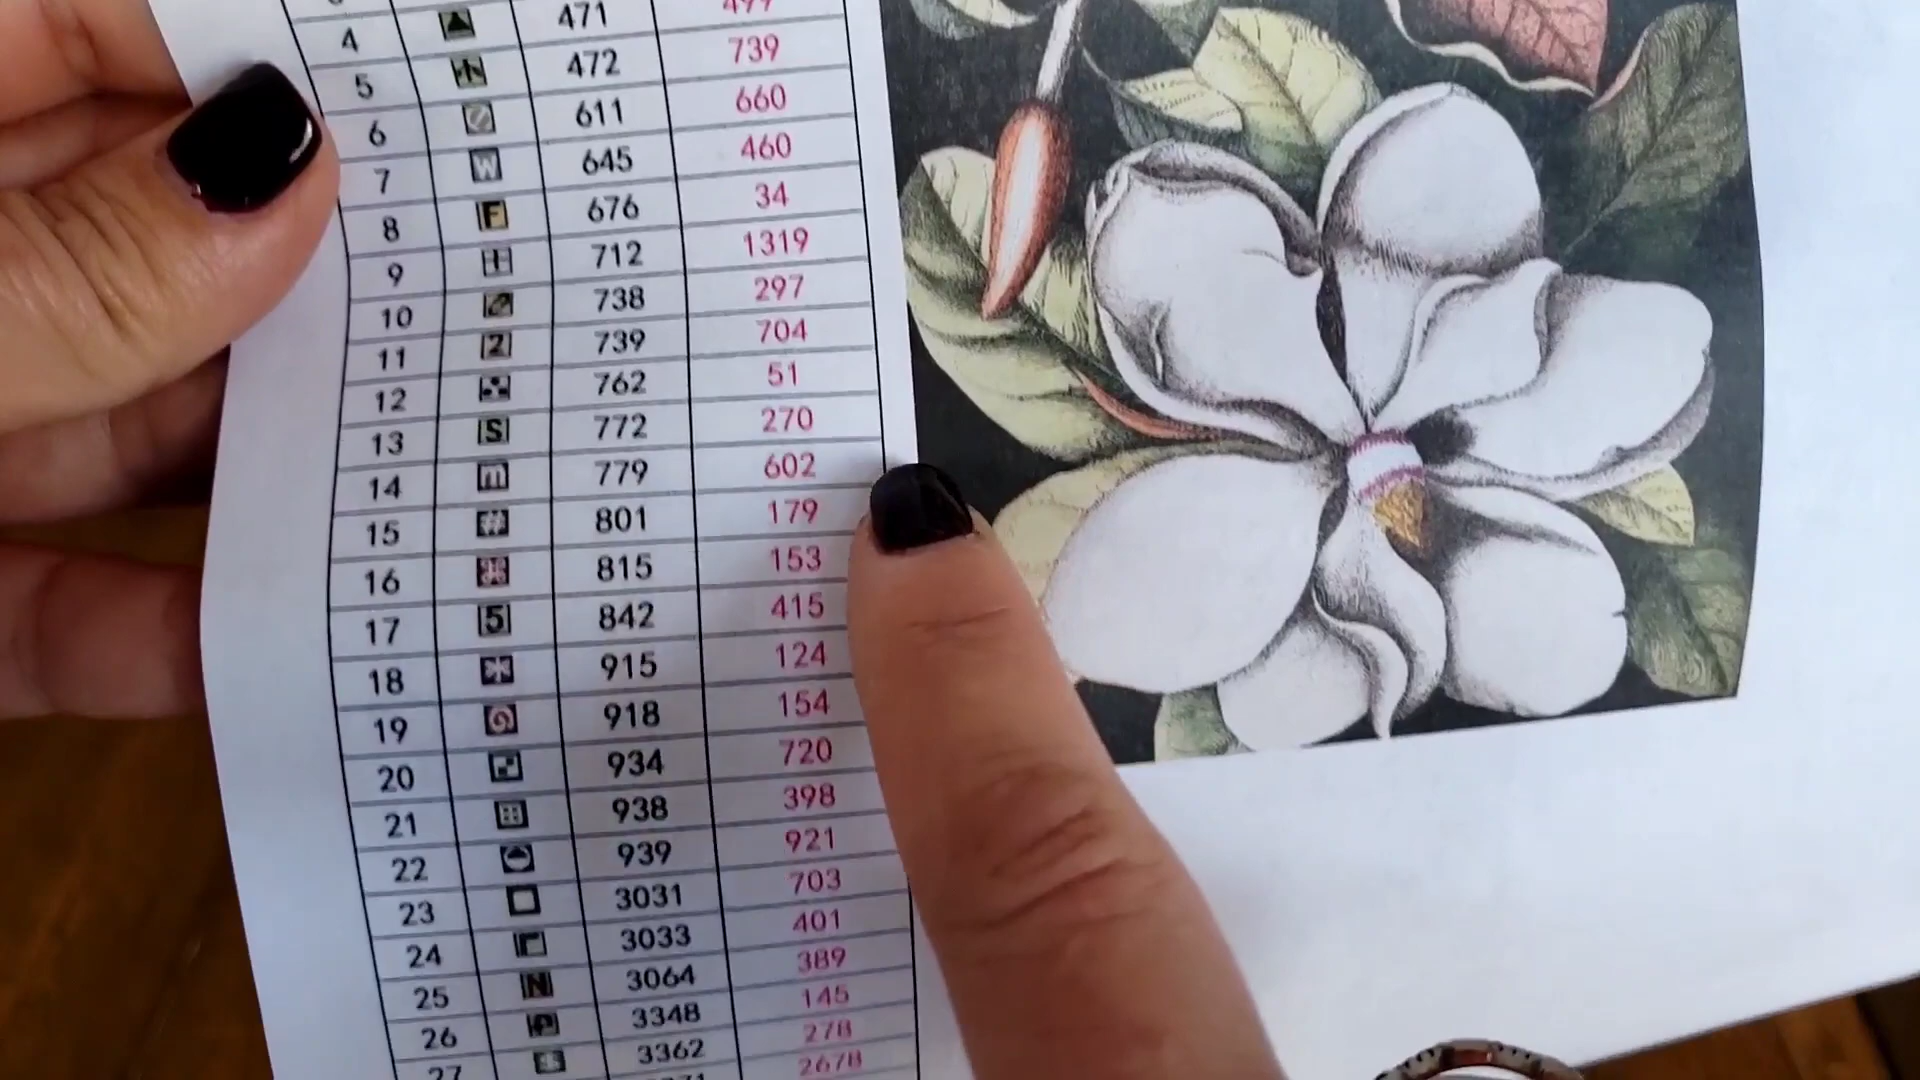 4 471
5 472 739
6 611 660
7 W 645 460
8 F 676 34
9 712 1319
10 738 297
11 2 739 704
12 762 51
13 S 772 270
14 m 779 602
15 # 801 179
16 ⌘ 815 153
17 5 842 415
18 915 124
19 918 154
20 934 720
21 938 398
22 939 921
23 3031 703
24 3033 401
25 N 3064 389
26 P 3348 145
27 3362 278
2678